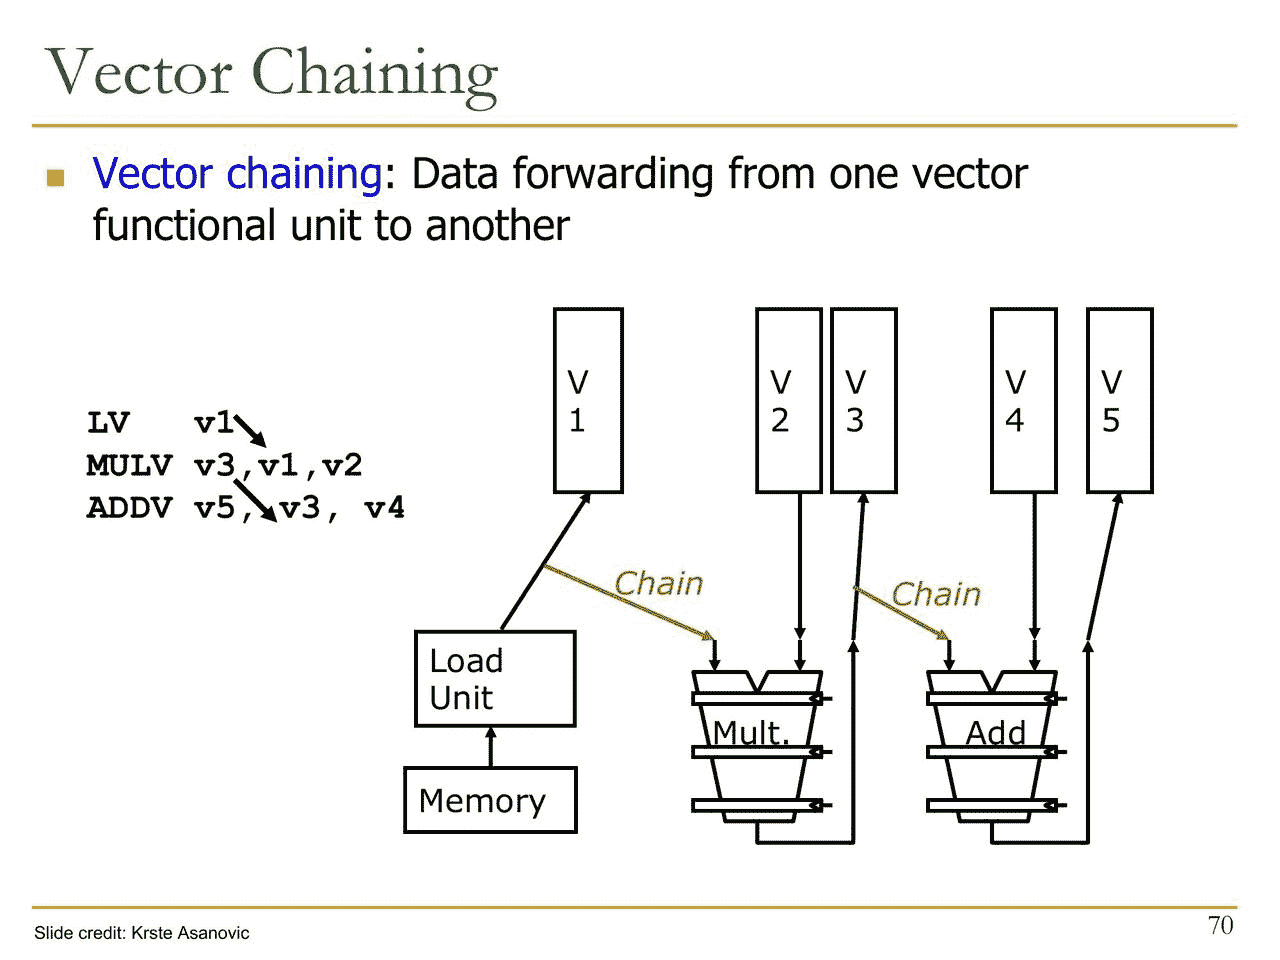 Vector Chaining
Vector chaining: Data forwarding from one vector
functional unit to another
LV v1
MULV v3,v1,v2
ADDV v5, v3, v4
V
1
V
2
V
3
V
4
V
5
Chain
Chain
Load
Unit
Memory
Mult.
Add
Slide credit: Krste Asanovic
70